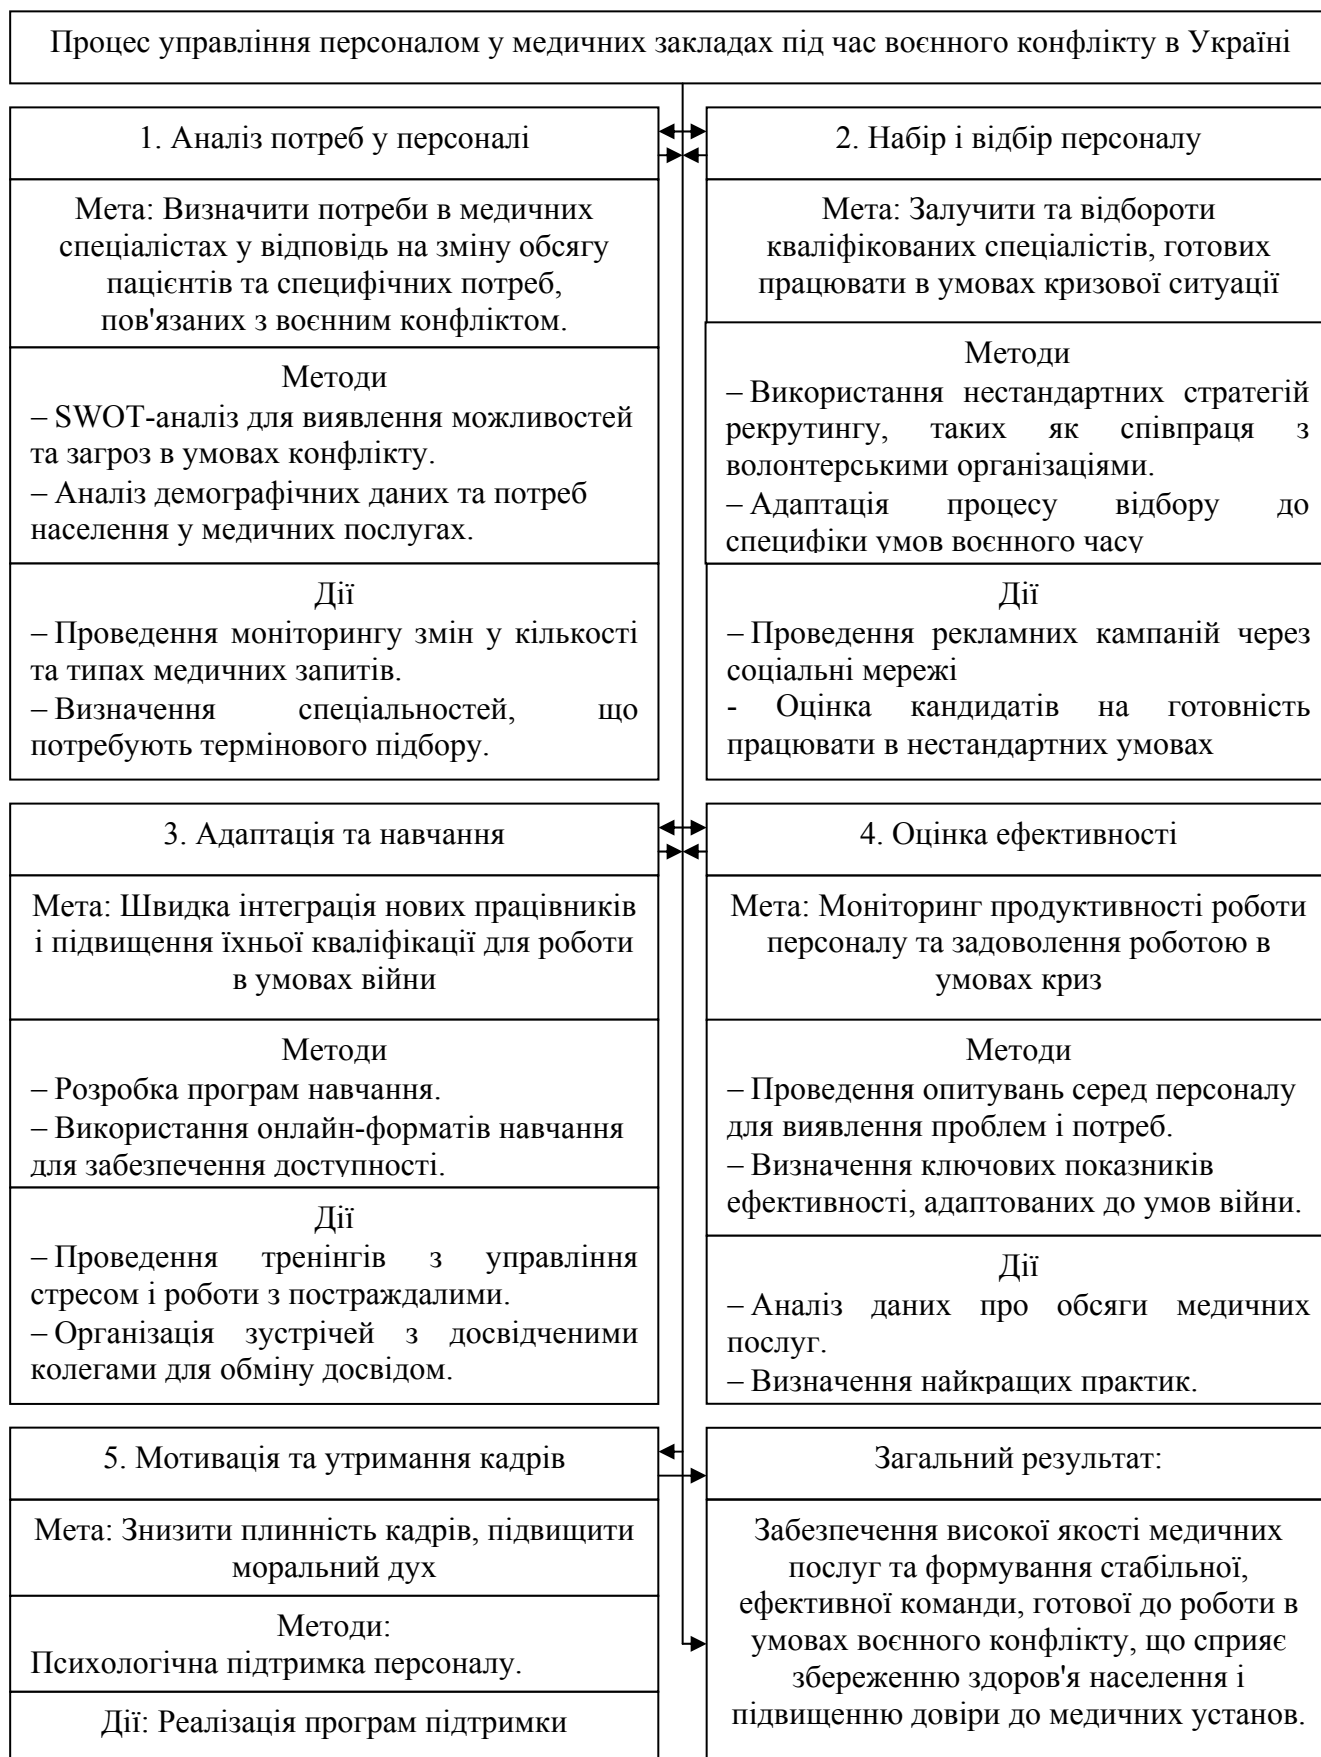 Процес управління персоналом у медичних закладах під час воєнного конфлікту в Україні
1. Аналіз потреб у персоналі
Мета: Визначити потреби в медичних
спеціалістах у відповідь на зміну обсягу
пацієнтів та специфічних потреб,
пов'язаних з воєнним конфліктом.
Методи
– SWOT-аналіз для виявлення можливостей
та загроз в умовах конфлікту.
– Аналіз демографічних даних та потреб
населення у медичних послугах.
Дії
– Проведення моніторингу змін у кількості
та типах медичних запитів.
– Визначення спеціальностей, що
потребують термінового підбору.
2. Набір і відбір персоналу
Мета: Залучити та відбороти
кваліфікованих спеціалістів, готових
працювати в умовах кризової ситуації
Методи
– Використання нестандартних стратегій
рекрутингу, таких як співпраця з
волонтерськими організаціями.
– Адаптація процесу відбору до
специфіки умов воєнного часу
Дії
– Проведення рекламних кампаній через
соціальні мережі
- Оцінка кандидатів на готовність
працювати в нестандартних умовах
3. Адаптація та навчання
Мета: Швидка інтеграція нових працівників
і підвищення їхньої кваліфікації для роботи
в умовах війни
Методи
– Розробка програм навчання.
– Використання онлайн-форматів навчання
для забезпечення доступності.
Дії
– Проведення тренінгів з управління
стресом і роботи з постраждалими.
– Організація зустрічей з досвідченими
колегами для обміну досвідом.
4. Оцінка ефективності
Мета: Моніторинг продуктивності роботи
персоналу та задоволення роботою в
умовах криз
Методи
– Проведення опитувань серед персоналу
для виявлення проблем і потреб.
– Визначення ключових показників
ефективності, адаптованих до умов війни.
Дії
– Аналіз даних про обсяги медичних
послуг.
– Визначення найкращих практик.
5. Мотивація та утримання кадрів
Мета: Знизити плинність кадрів, підвищити
моральний дух
Методи:
Психологічна підтримка персоналу.
Дії: Реалізація програм підтримки
Загальний результат:
Забезпечення високої якості медичних
послуг та формування стабільної,
ефективної команди, готової до роботи в
умовах воєнного конфлікту, що сприяє
збереженню здоров'я населення і
підвищенню довіри до медичних установ.